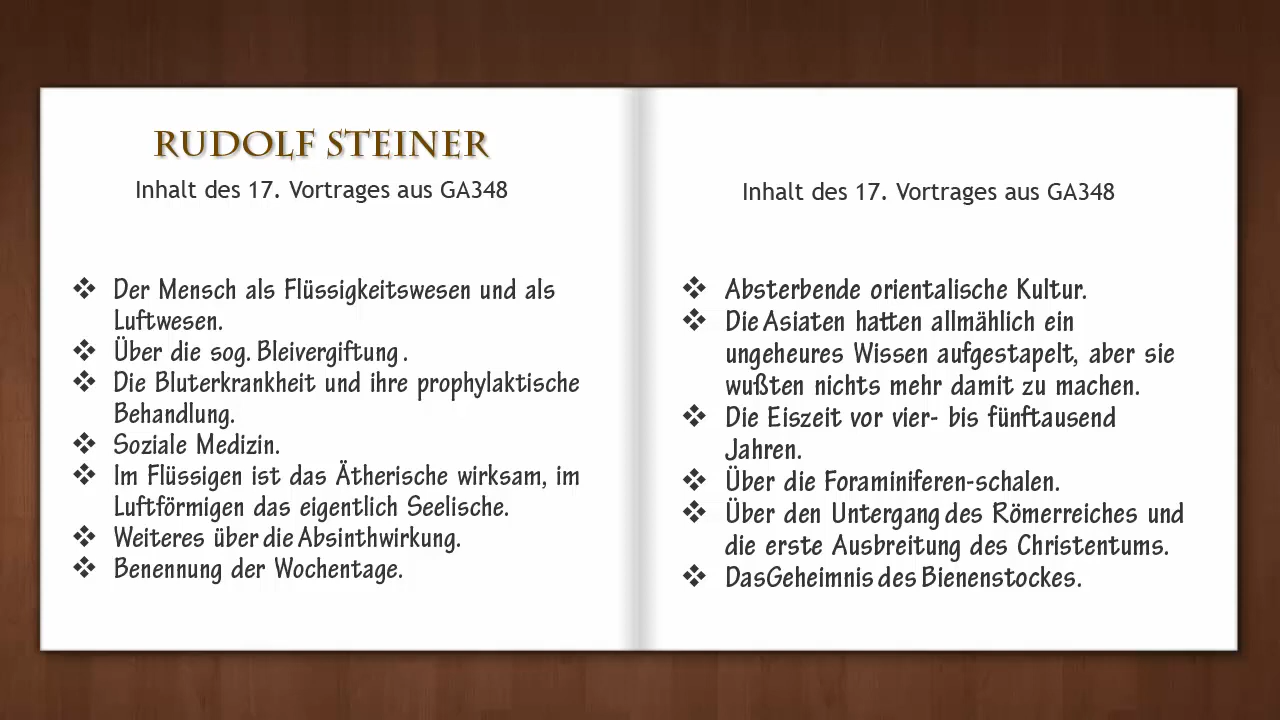 RUDOLF STEINER
Inhalt des 17. Vortrages aus GA348
❖ Der Mensch als Flüssigkeitswesen und als
Luftwesen.
❖ Über die sog. Bleivergiftung .
❖ Die Bluterkrankheit und ihre prophylaktische
Behandlung.
❖ Soziale Medizin.
❖ Im Flüssigen ist das Ätherische wirksam, im
Luftförmigen das eigentlich Seelische.
❖ Weiteres über die Absinthwirkung.
❖ Benennung der Wochentage.
Inhalt des 17. Vortrages aus GA348
❖ Absterbende orientalische Kultur.
❖ Die Asiaten hatten allmählich ein
ungeheures Wissen aufgestapelt, aber sie
wußten nichts mehr damit zu machen.
❖ Die Eiszeit vor vier- bis fünftausend
Jahren.
❖ Über die Foraminiferen-schalen.
❖ Über den Untergang des Römerreiches und
die erste Ausbreitung des Christentums.
❖ DasGeheimnis des Bienenstockes.